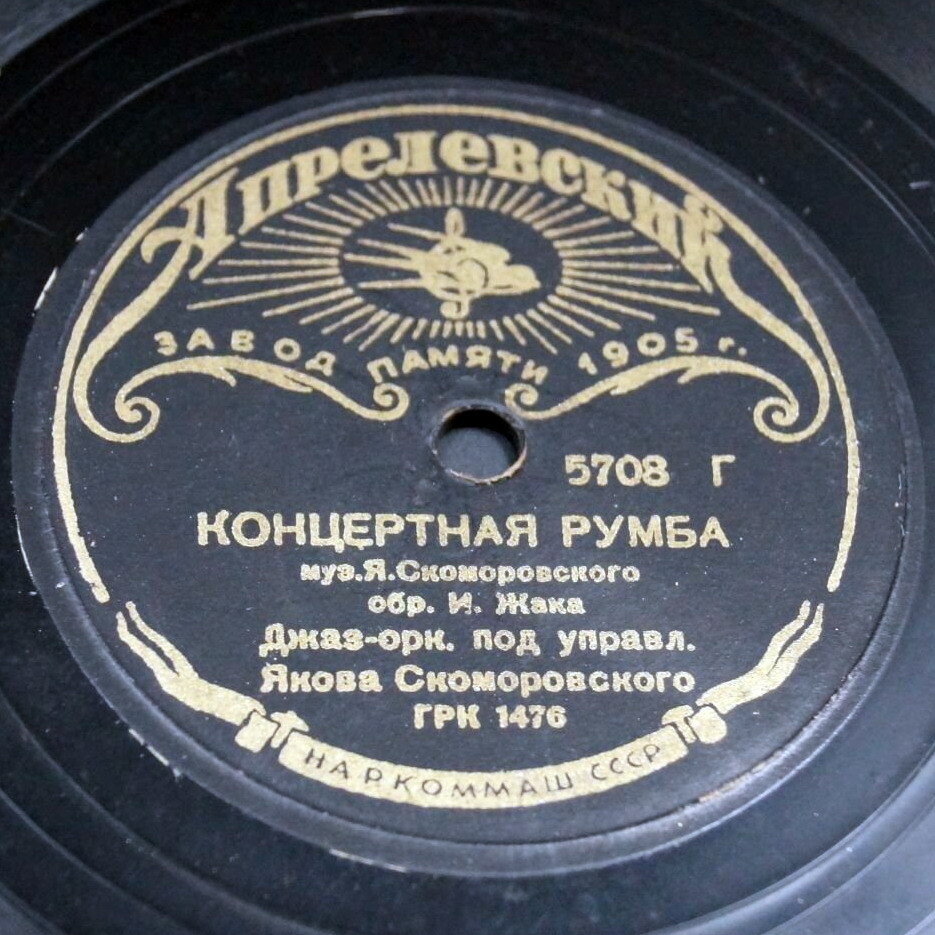 Апрелевский
ЗАВОД ПАМЯТИ 1905 г.
5708 Г
КОНЦЕРТНАЯ РУМБА
муз.Я.Скоморовского
обр. И. Жака
Джаз-орк. под управл.
Якова Скоморовского
ГРК 1476
НАРКОММАШ СССР